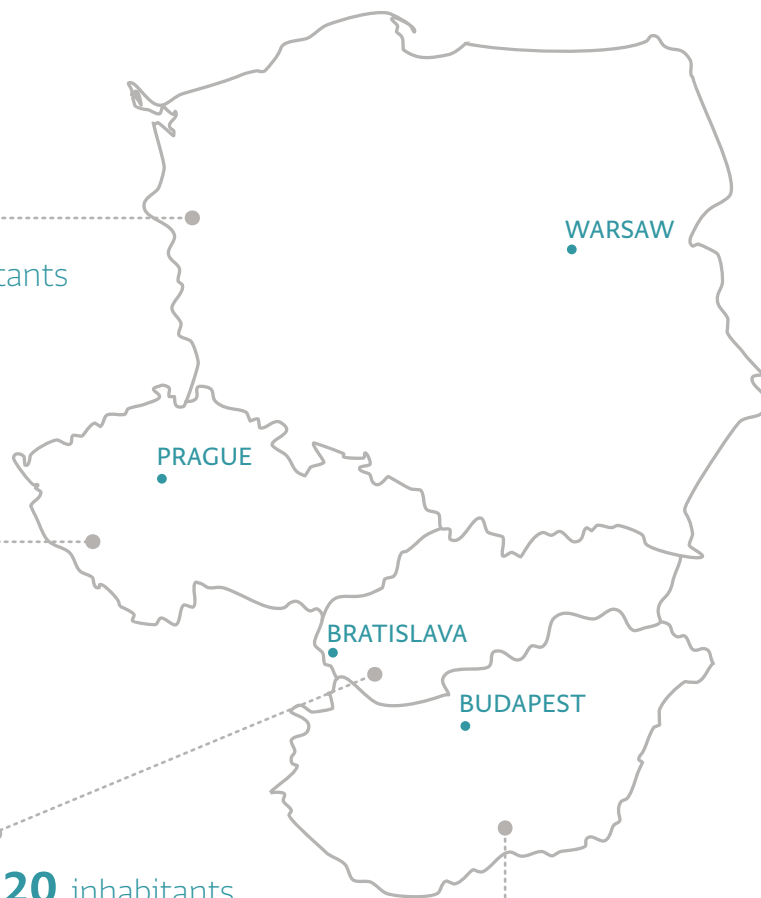 WARSAW
tants
PRAGUE
BRATISLAVA
BUDAPEST
20 inhabitants